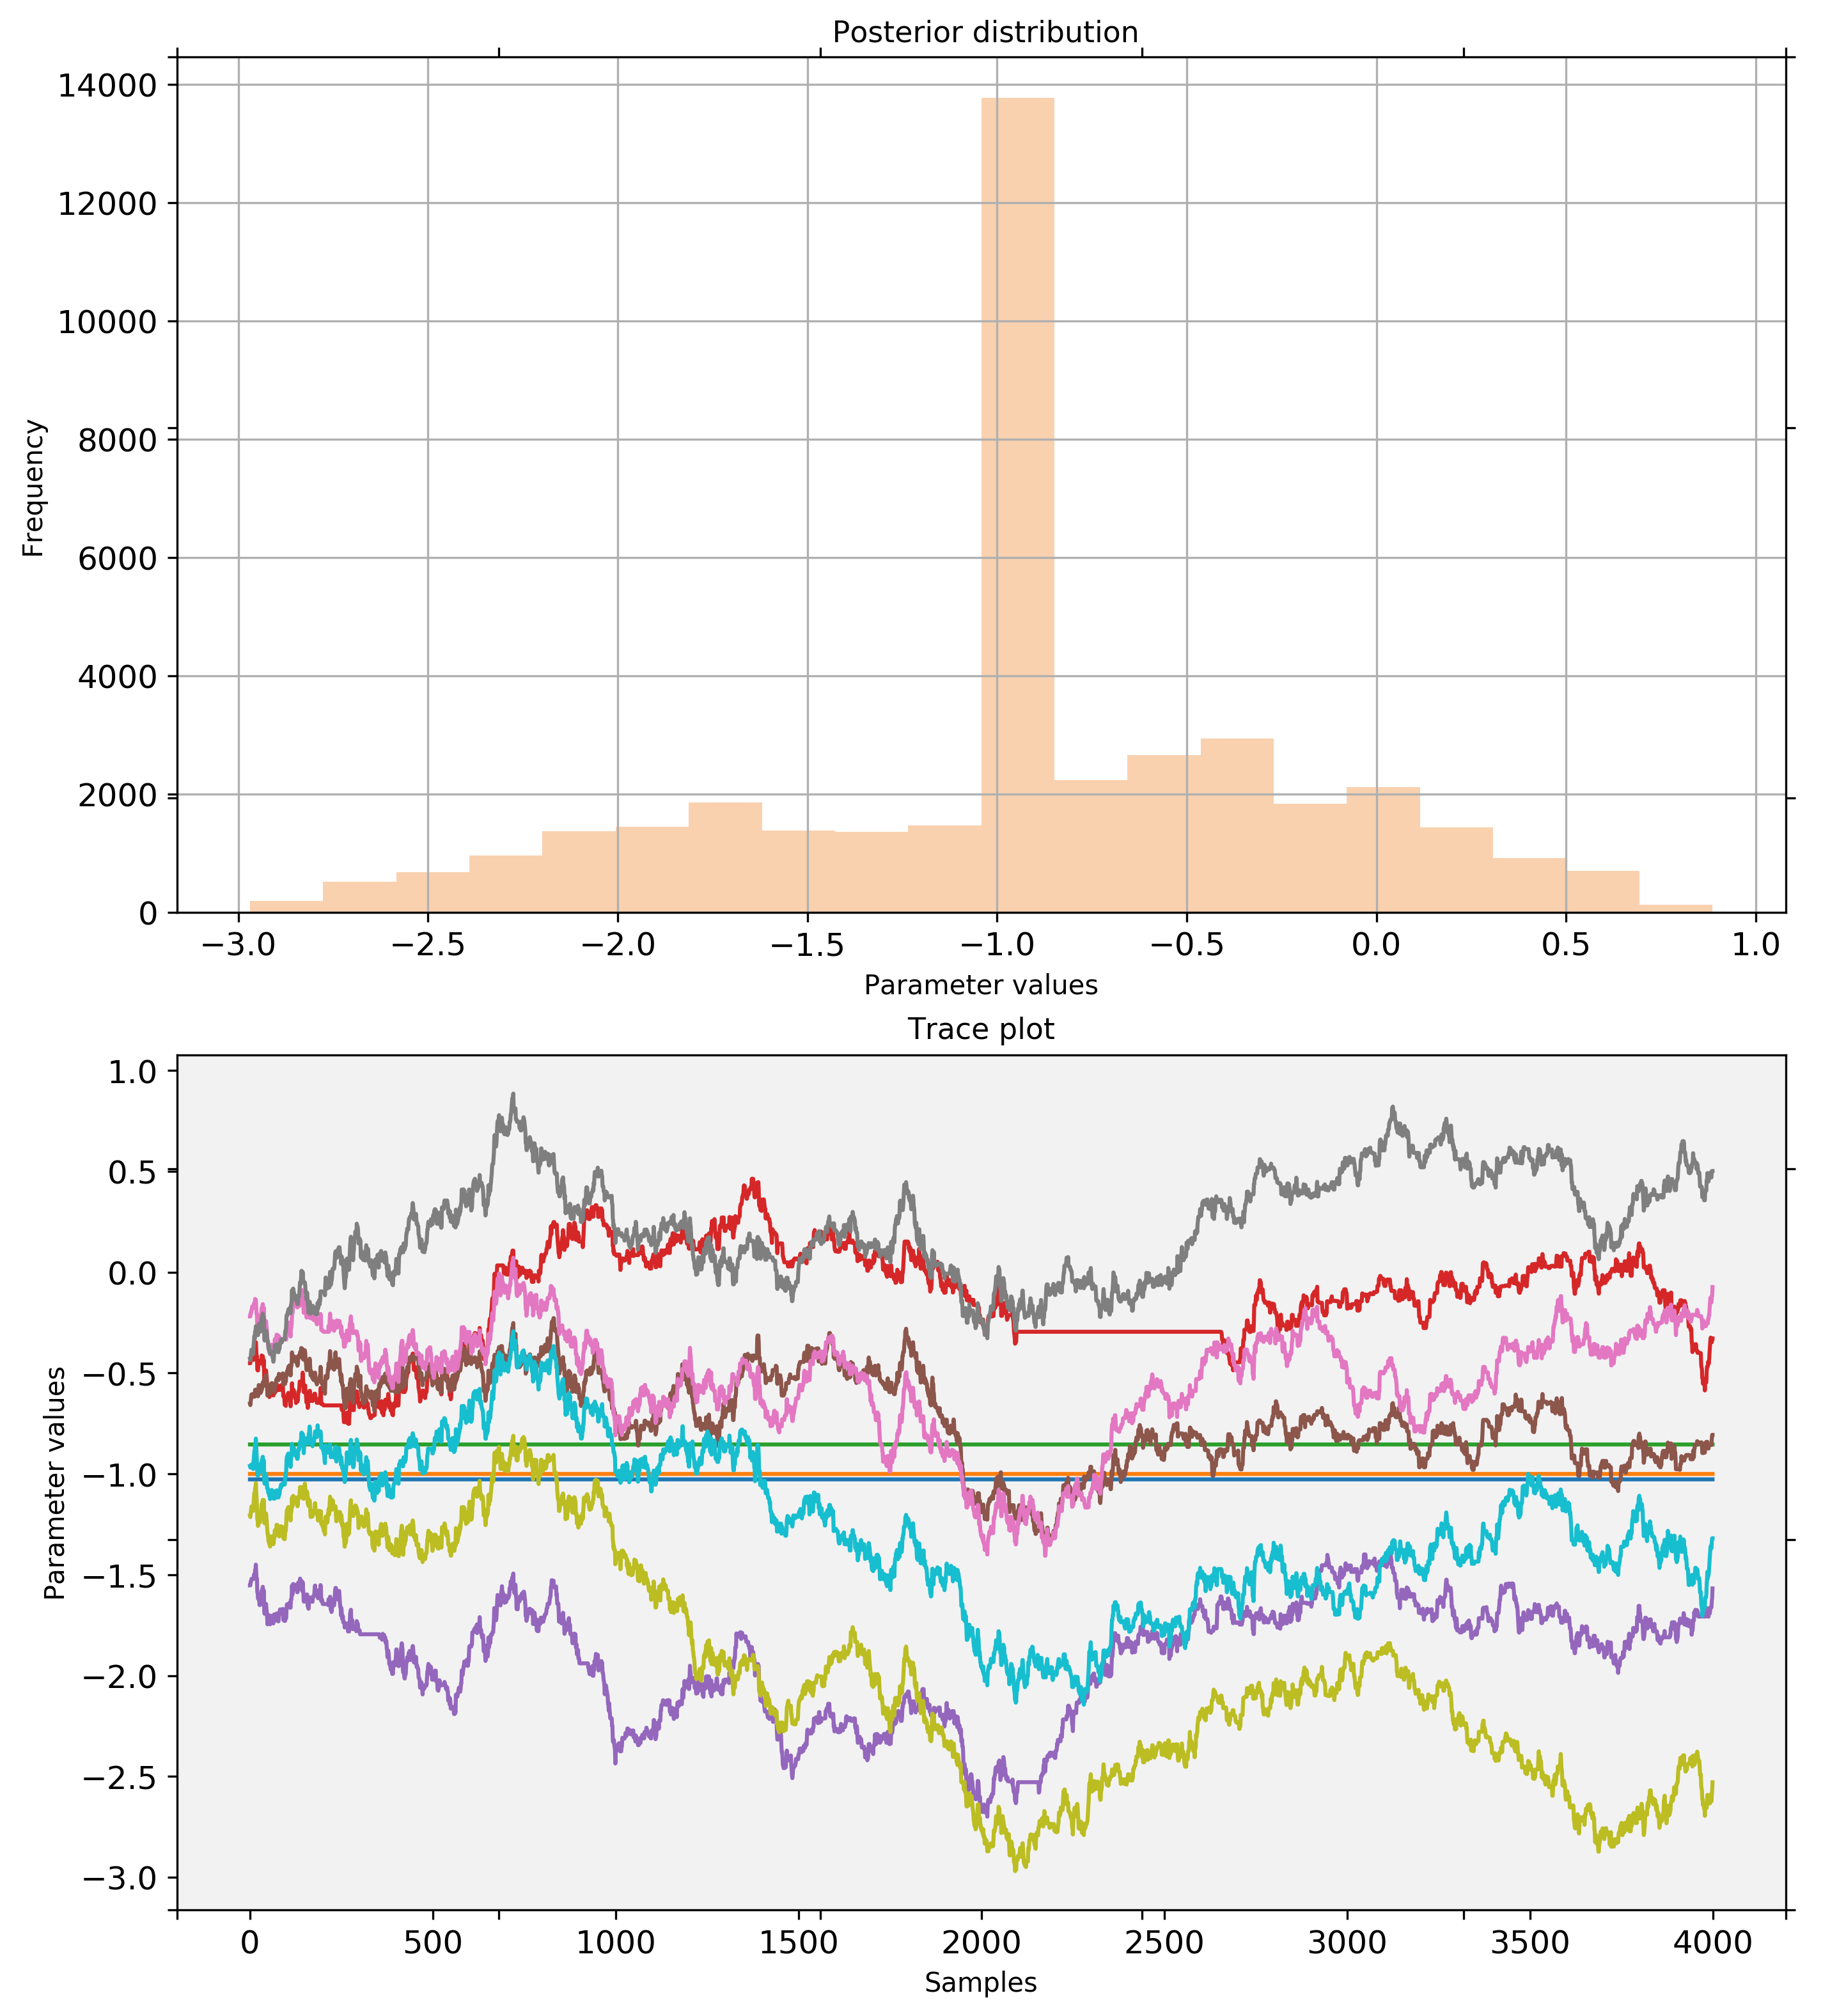 Posterior distribution
14000
12000
10000
8000
6000
4000
2000
0
Frequency
−3.0 −2.5 −2.0 −1.5 −1.0 −0.5 0.0 0.5 1.0
Parameter values
Trace plot
1.0
0.5
0.0
−0.5
−1.0
−1.5
−2.0
−2.5
−3.0
Parameter values
0 500 1000 1500 2000 2500 3000 3500 4000
Samples